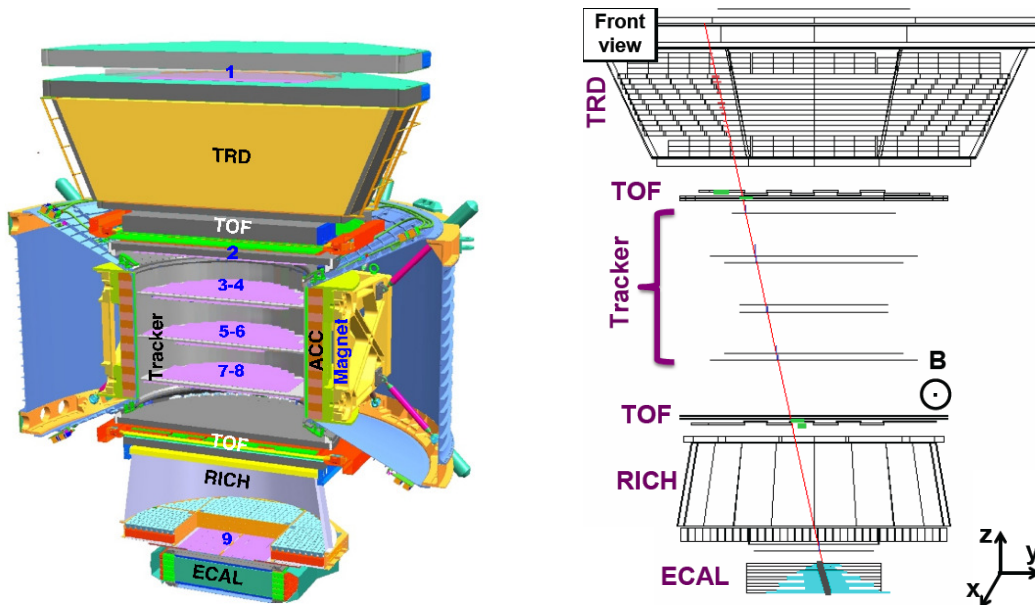 1
TRD
TOF
2
3-4
5-6
7-8
Tracker
ACC
Magnet
TOF
RICH
9
ECAL
Front
view
TRD
TOF
Tracker
B
TOF
RICH
ECAL
z
y
x